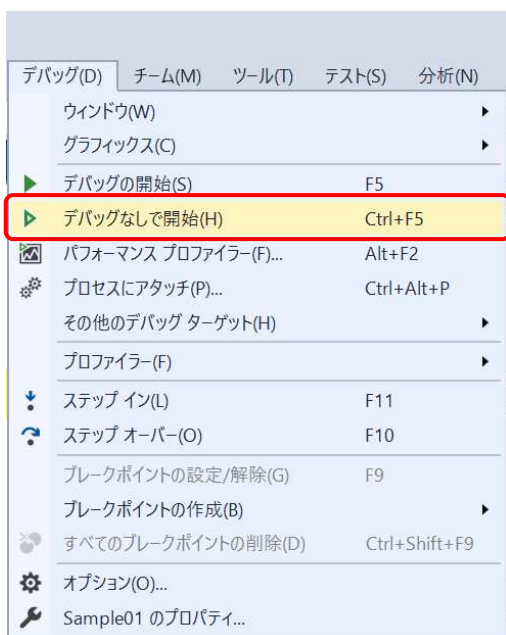 デバッグ(D) チーム(M) ツール(T) テスト(S) 分析(N)
ウィンドウ(W)
グラフィックス(C)
デバッグの開始(S) F5
デバッグなしで開始(H) Ctrl+F5
パフォーマンス プロファイラー(F)... Alt+F2
プロセスにアタッチ(P)... Ctrl+Alt+P
その他のデバッグ ターゲット(H)
プロファイラー(F)
ステップ イン(L) F11
ステップ オーバー(O) F10
ブレークポイントの設定/解除(G) F9
ブレークポイントの作成(B)
すべてのブレークポイントの削除(D) Ctrl+Shift+F9
オプション(O)...
Sample01 のプロパティ...